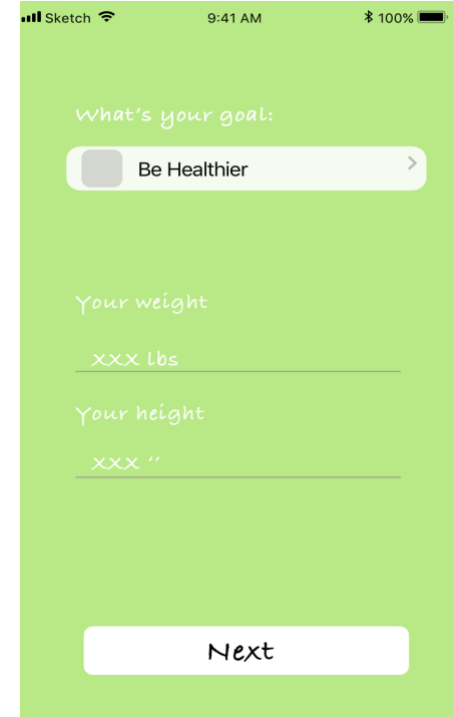 Sketch 9:41 AM 100%
What's your goal:
Be Healthier
Your weight
xxx lbs
Your height
xxx ''
Next